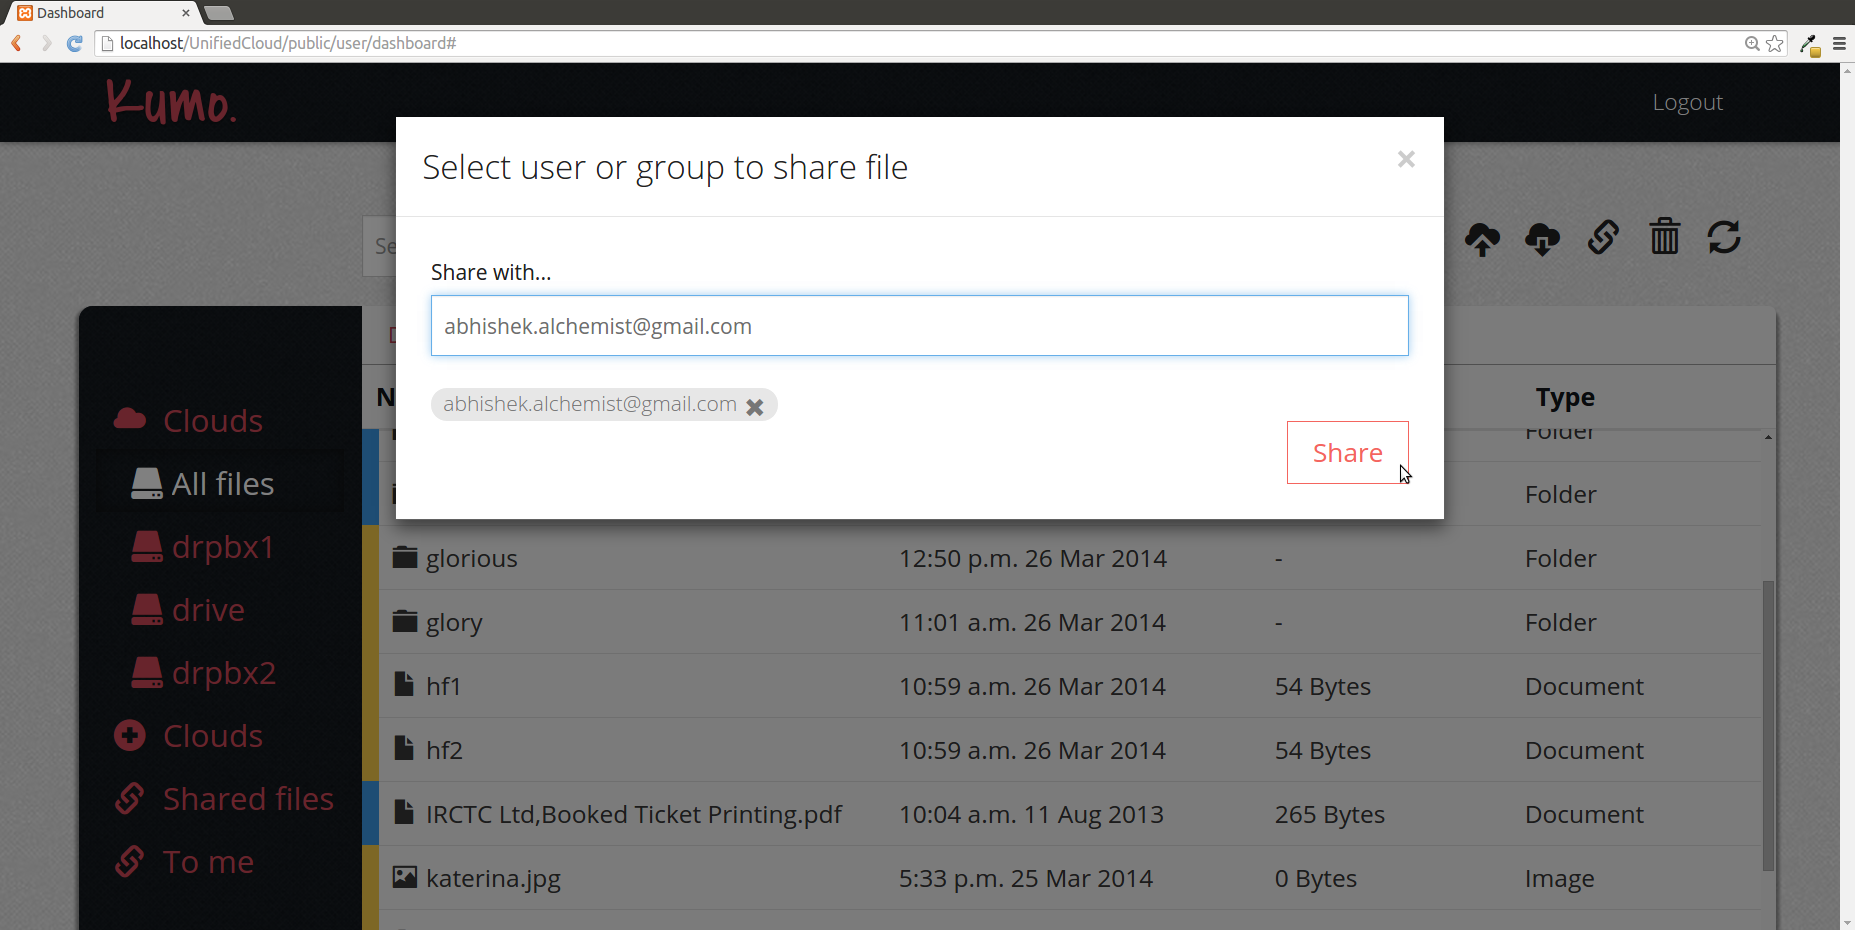 Dashboard
localhost/UnifiedCloud/public/user/dashboard#
Kumo.
Logout
Select user or group to share file
Share with...
abhishek.alchemist@gmail.com
abhishek.alchemist@gmail.com
Share
Type
Folder
Clouds
All files
drpbx1
drive
drpbx2
Clouds
Shared files
To me
Folder
glorious 12:50 p.m. 26 Mar 2014 - Folder
glory 11:01 a.m. 26 Mar 2014 - Folder
hf1 10:59 a.m. 26 Mar 2014 54 Bytes Document
hf2 10:59 a.m. 26 Mar 2014 54 Bytes Document
IRCTC Ltd,Booked Ticket Printing.pdf 10:04 a.m. 11 Aug 2013 265 Bytes Document
katerina.jpg 5:33 p.m. 25 Mar 2014 0 Bytes Image